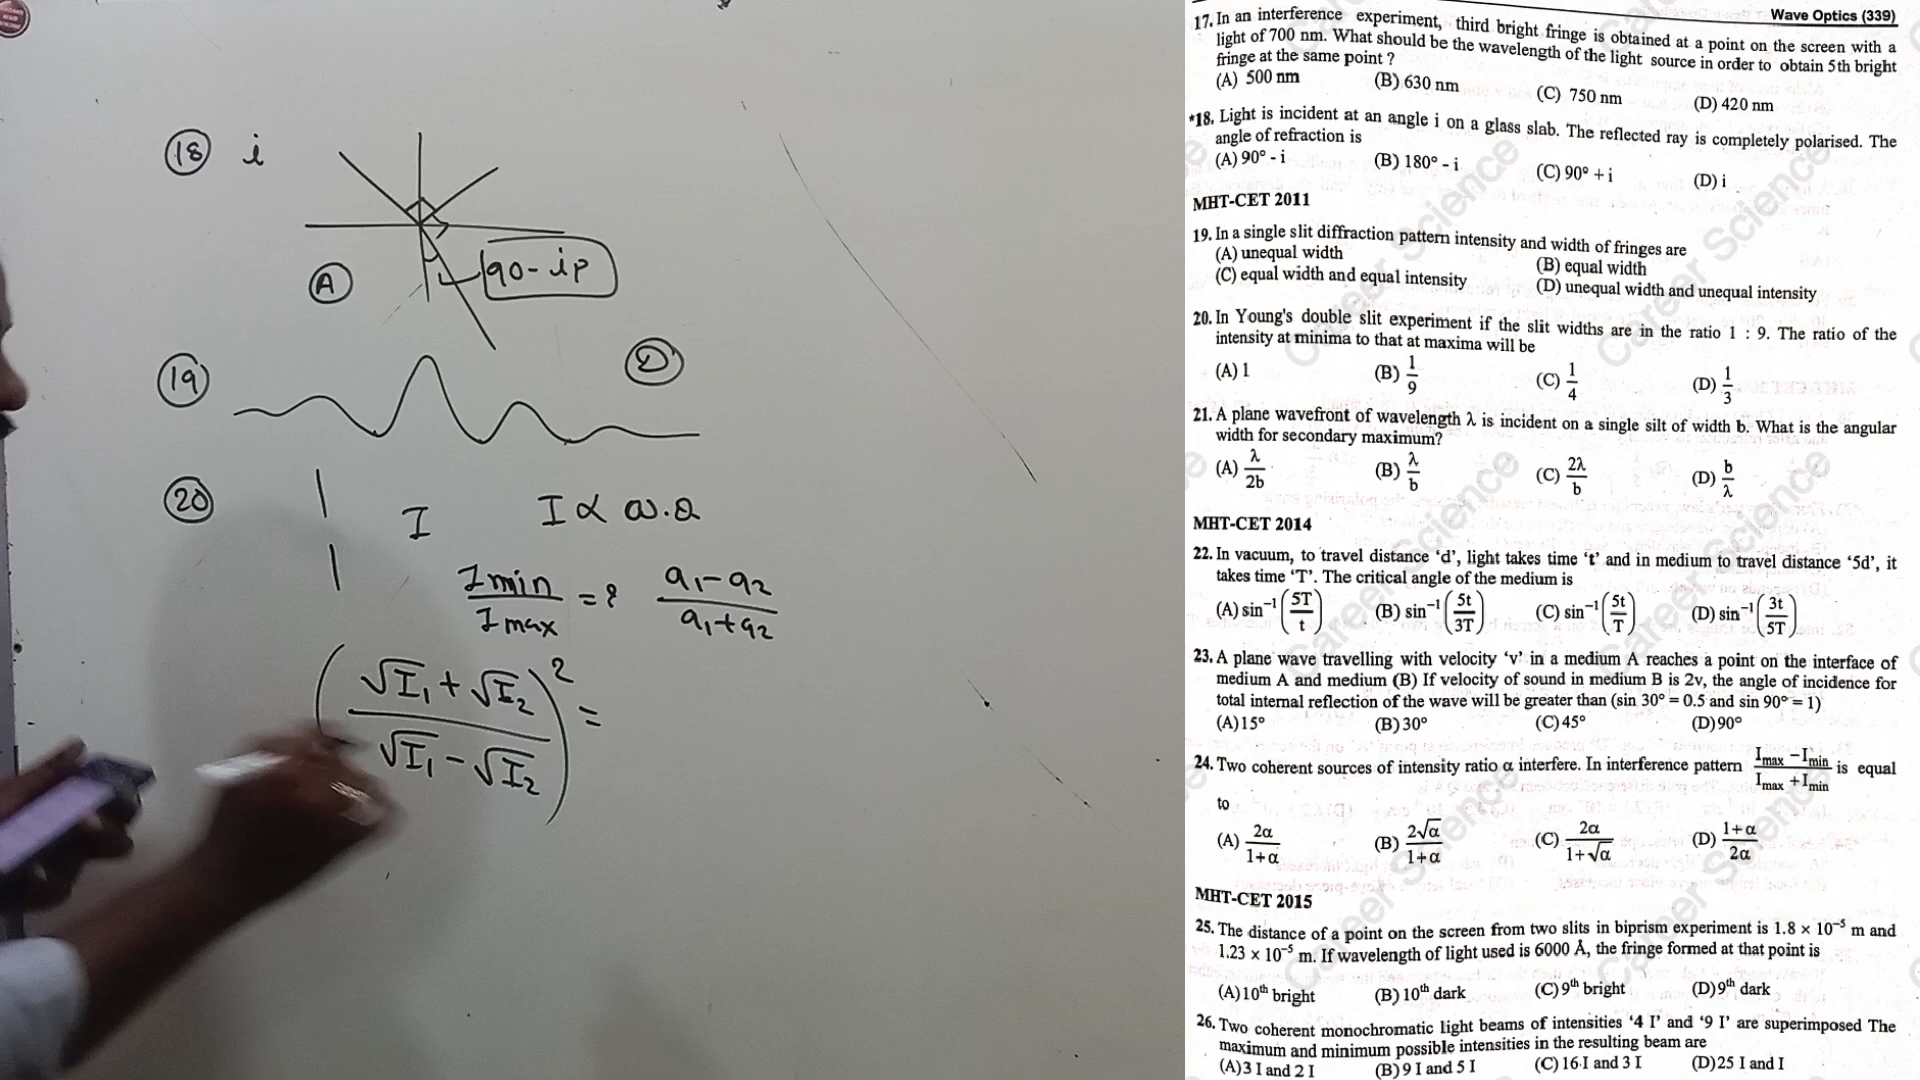 18 i
90-ip
A
19
D
20
I
I ∝ ω.
Imin / Imax = ? a1-a2 / a1+a2
(√I1 + √I2 / √I1 - √I2)² =
Wave Optics (339)
17. In an interference experiment, third bright fringe is obtained at a point on the screen with a
light of 700 nm. What should be the wavelength of the light source in order to obtain 5th bright
fringe at the same point ?
(A) 500 nm (B) 630 nm (C) 750 nm (D) 420 nm
*18. Light is incident at an angle i on a glass slab. The reflected ray is completely polarised. The
angle of refraction is
(A) 90° - i (B) 180° - i (C) 90° + i (D) i
MHT-CET 2011
19. In a single slit diffraction pattern intensity and width of fringes are
(A) unequal width (B) equal width
(C) equal width and equal intensity (D) unequal width and unequal intensity
20. In Young's double slit experiment if the slit widths are in the ratio 1 : 9. The ratio of the
intensity at minima to that at maxima will be
(A) 1 (B) 1/9 (C) 1/4 (D) 1/3
21. A plane wavefront of wavelength λ is incident on a single silt of width b. What is the angular
width for secondary maximum?
(A) λ/2b (B) λ/b (C) 2λ/b (D) b/λ
MHT-CET 2014
22. In vacuum, to travel distance ‘d’, light takes time ‘t’ and in medium to travel distance ‘5d’, it
takes time ‘T’. The critical angle of the medium is
(A) sin⁻¹(5T/t) (B) sin⁻¹(5t/3T) (C) sin⁻¹(5t/T) (D) sin⁻¹(3t/5T)
23. A plane wave travelling with velocity ‘v’ in a medium A reaches a point on the interface of
medium A and medium (B) If velocity of sound in medium B is 2v, the angle of incidence for
total internal reflection of the wave will be greater than (sin 30° = 0.5 and sin 90° = 1)
(A) 15° (B) 30° (C) 45° (D) 90°
24. Two coherent sources of intensity ratio α interfere. In interference pattern Imax - Imin / Imax + Imin is equal
to
(A) 2α/1+α (B) 2√α/1+α (C) 2α/1+√α (D) 1+α/2α
MHT-CET 2015
25. The distance of a point on the screen from two slits in biprism experiment is 1.8 × 10⁻⁵ m and
1.23 × 10⁻⁵ m. If wavelength of light used is 6000 Å, the fringe formed at that point is
(A) 10th bright (B) 10th dark (C) 9th bright (D) 9th dark
26. Two coherent monochromatic light beams of intensities ‘4 I’ and ‘9 I’ are superimposed The
maximum and minimum possible intensities in the resulting beam are
(A) 3 I and 2 I (B) 9 I and 5 I (C) 16 I and 3 I (D) 25 I and I
Career Science